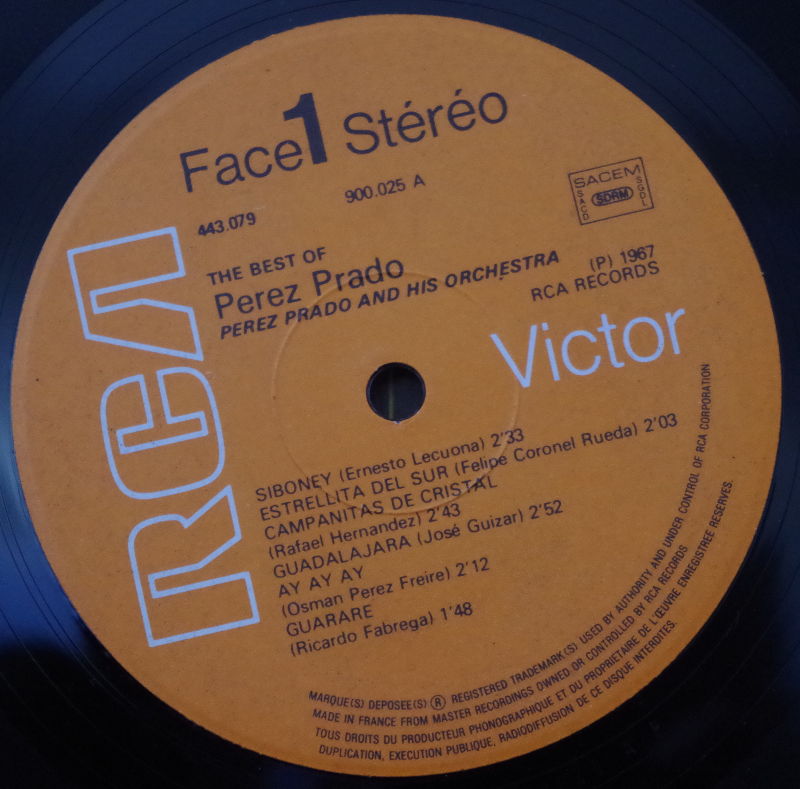 Face 1 Stéréo
443.079
900.025 A
SACEM
SACD
SDRM
SGDL
THE BEST OF
Perez Prado
PEREZ PRADO AND HIS ORCHESTRA
(P) 1967
RCA RECORDS
RCA
Victor
SIBONEY (Ernesto Lecuona) 2'33
ESTRELLITA DEL SUR (Felipe Coronel Rueda) 2'03
CAMPANITAS DE CRISTAL
(Rafael Hernandez) 2'43
GUADALAJARA (José Guizar) 2'52
AY AY AY
(Osman Perez Freire) 2'12
GUARARE
(Ricardo Fabrega) 1'48
MARQUE(S) DEPOSEE(S) ® REGISTERED TRADEMARK(S) USED BY AUTHORITY AND UNDER CONTROL OF RCA CORPORATION
MADE IN FRANCE FROM MASTER RECORDINGS OWNED OR CONTROLLED BY RCA RECORDS
TOUS DROITS DU PRODUCTEUR PHONOGRAPHIQUE ET DU PROPRIETAIRE DE L'ŒUVRE ENREGISTREE RESERVES.
DUPLICATION, EXECUTION PUBLIQUE, RADIODIFFUSION DE CE DISQUE INTERDITES.